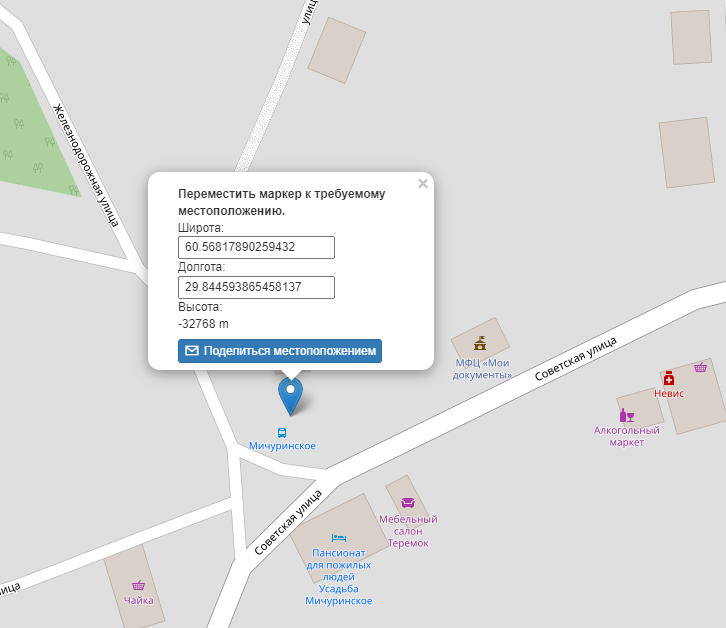 улица
Железнодорожная улица
Переместить маркер к требуемому
местоположению.
×
Широта:
60.56817890259432
Долгота:
29.844593865458137
Высота:
-32768 m
Поделиться местоположением
МФЦ «Мои
документы»
Советская улица
Невис
Алкогольный
маркет
Мичуринское
Советская улица
Мебельный
салон
Теремок
Пансионат
для пожилых
людей
Усадьба
Мичуринское
Чайка